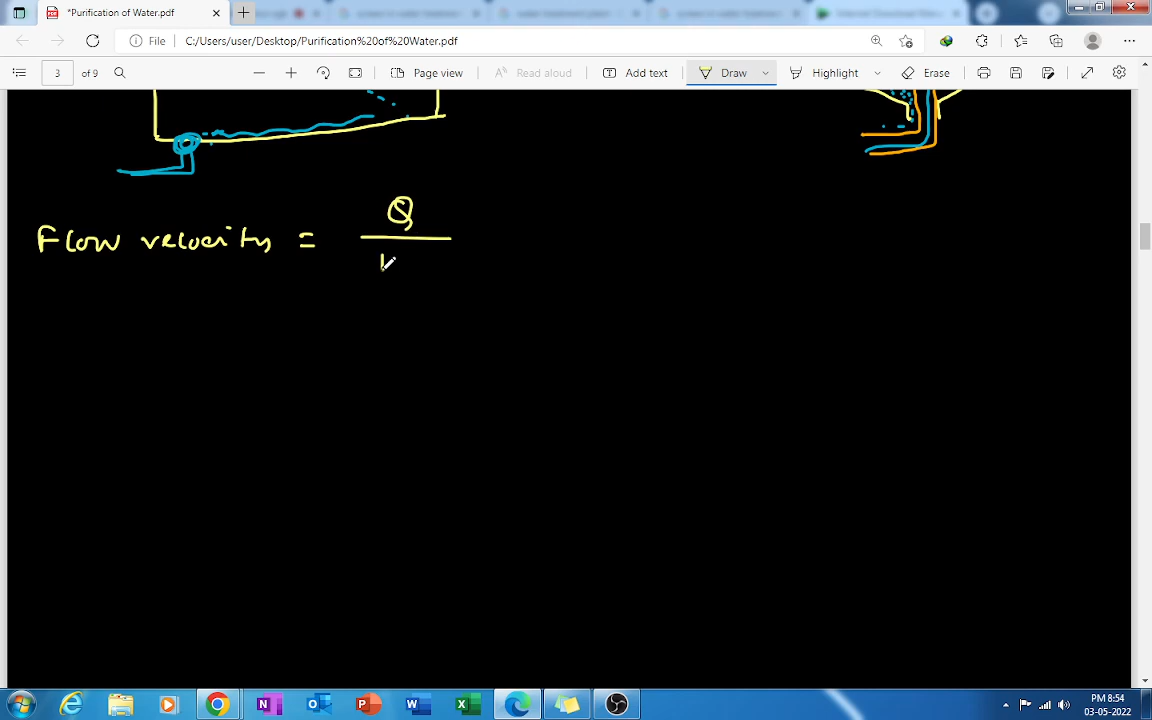 *Purification of Water.pdf
File C:/Users/user/Desktop/Purification%20of%20Water.pdf
3 of 9 Page view Read aloud Add text Draw Highlight Erase
Q
Flow velocity =
PM 8:54
03-05-2022